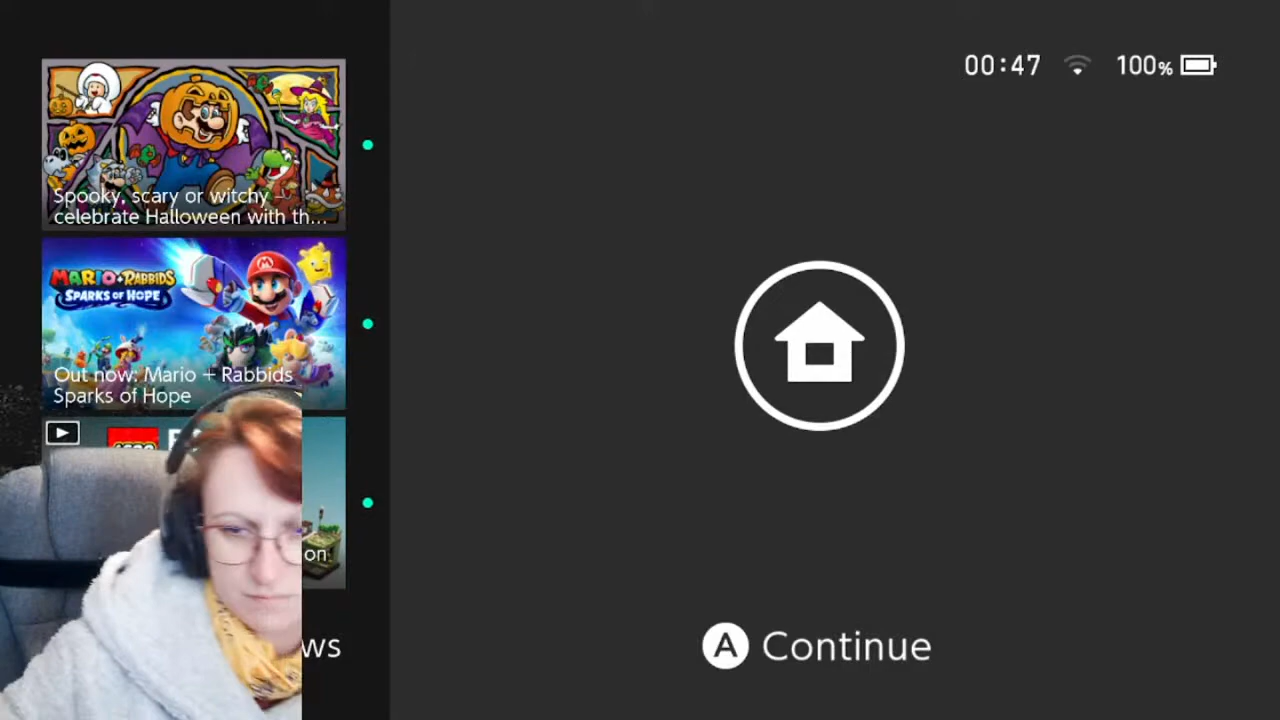 00:47
100%
Spooky, scary or witchy –
celebrate Halloween with th...
MARIO + RABBIDS
SPARKS OF HOPE
Out now: Mario + Rabbids
Sparks of Hope
on
ws
A Continue